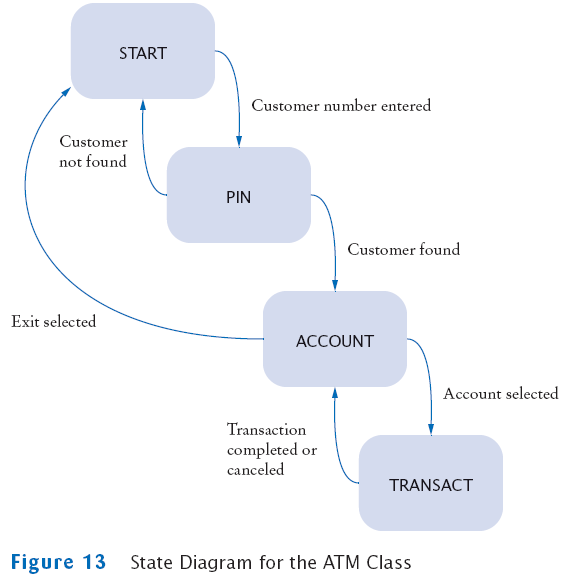 START
Customer number entered
Customer
not found
PIN
Customer found
Exit selected
ACCOUNT
Account selected
Transaction
completed or
canceled
TRANSACT
Figure 13 State Diagram for the ATM Class